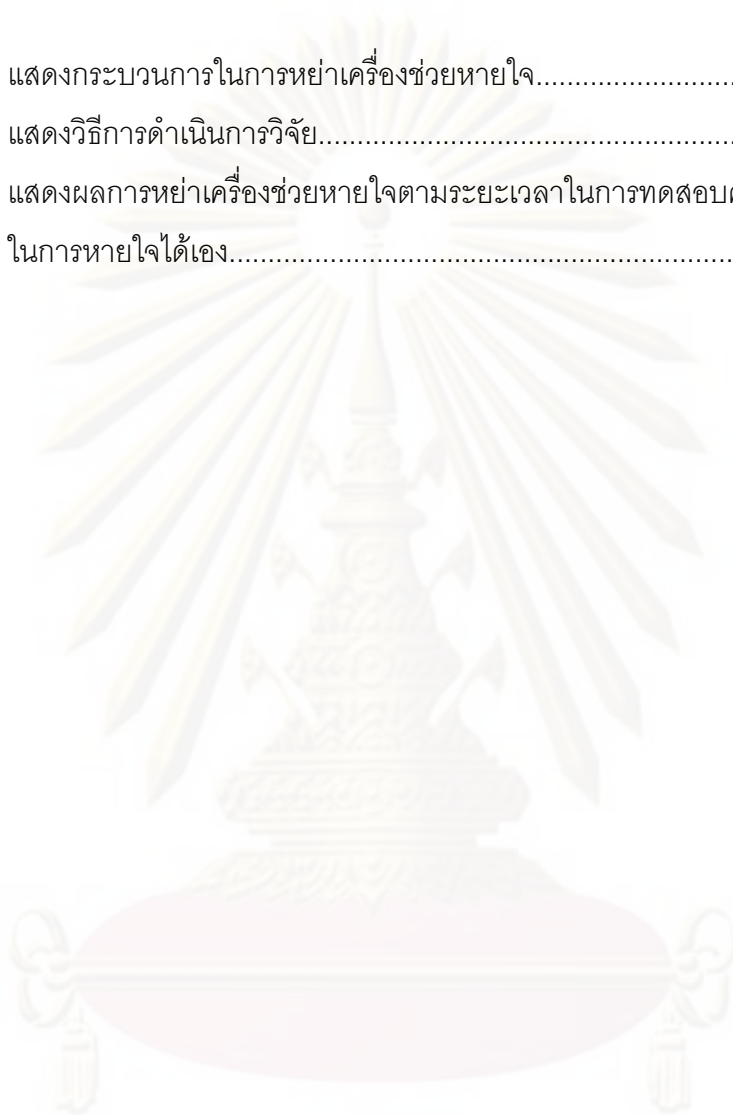 แสดงกระบวนการในการหย่าเครื่องช่วยหายใจ..........................
แสดงวิธีการดำเนินการวิจัย......................................................
แสดงผลการหย่าเครื่องช่วยหายใจตามระยะเวลาในการทดสอบ
ในการหายใจได้เอง.................................................................